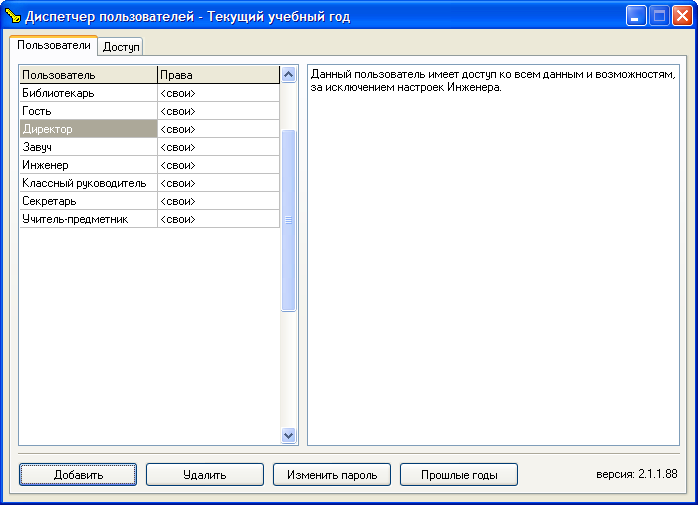 Диспетчер пользователей - Текущий учебный год
Пользователи Доступ
Пользователь Права
Библиотекарь <свои>
Гость <свои>
Директор <свои>
Завуч <свои>
Инженер <свои>
Классный руководитель <свои>
Секретарь <свои>
Учитель-предметник <свои>
Данный пользователь имеет доступ ко всем данным и возможностям,
за исключением настроек Инженера.
Добавить Удалить Изменить пароль Прошлые годы версия: 2.1.1.88